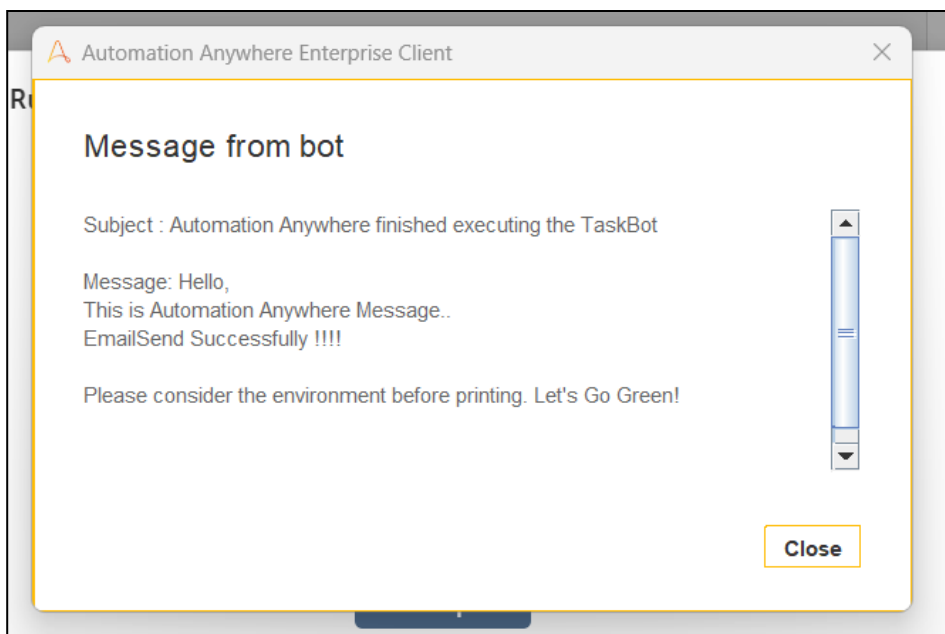 Automation Anywhere Enterprise Client
Message from bot
Subject : Automation Anywhere finished executing the TaskBot
Message: Hello,
This is Automation Anywhere Message..
EmailSend Successfully !!!!
Please consider the environment before printing. Let's Go Green!
Close